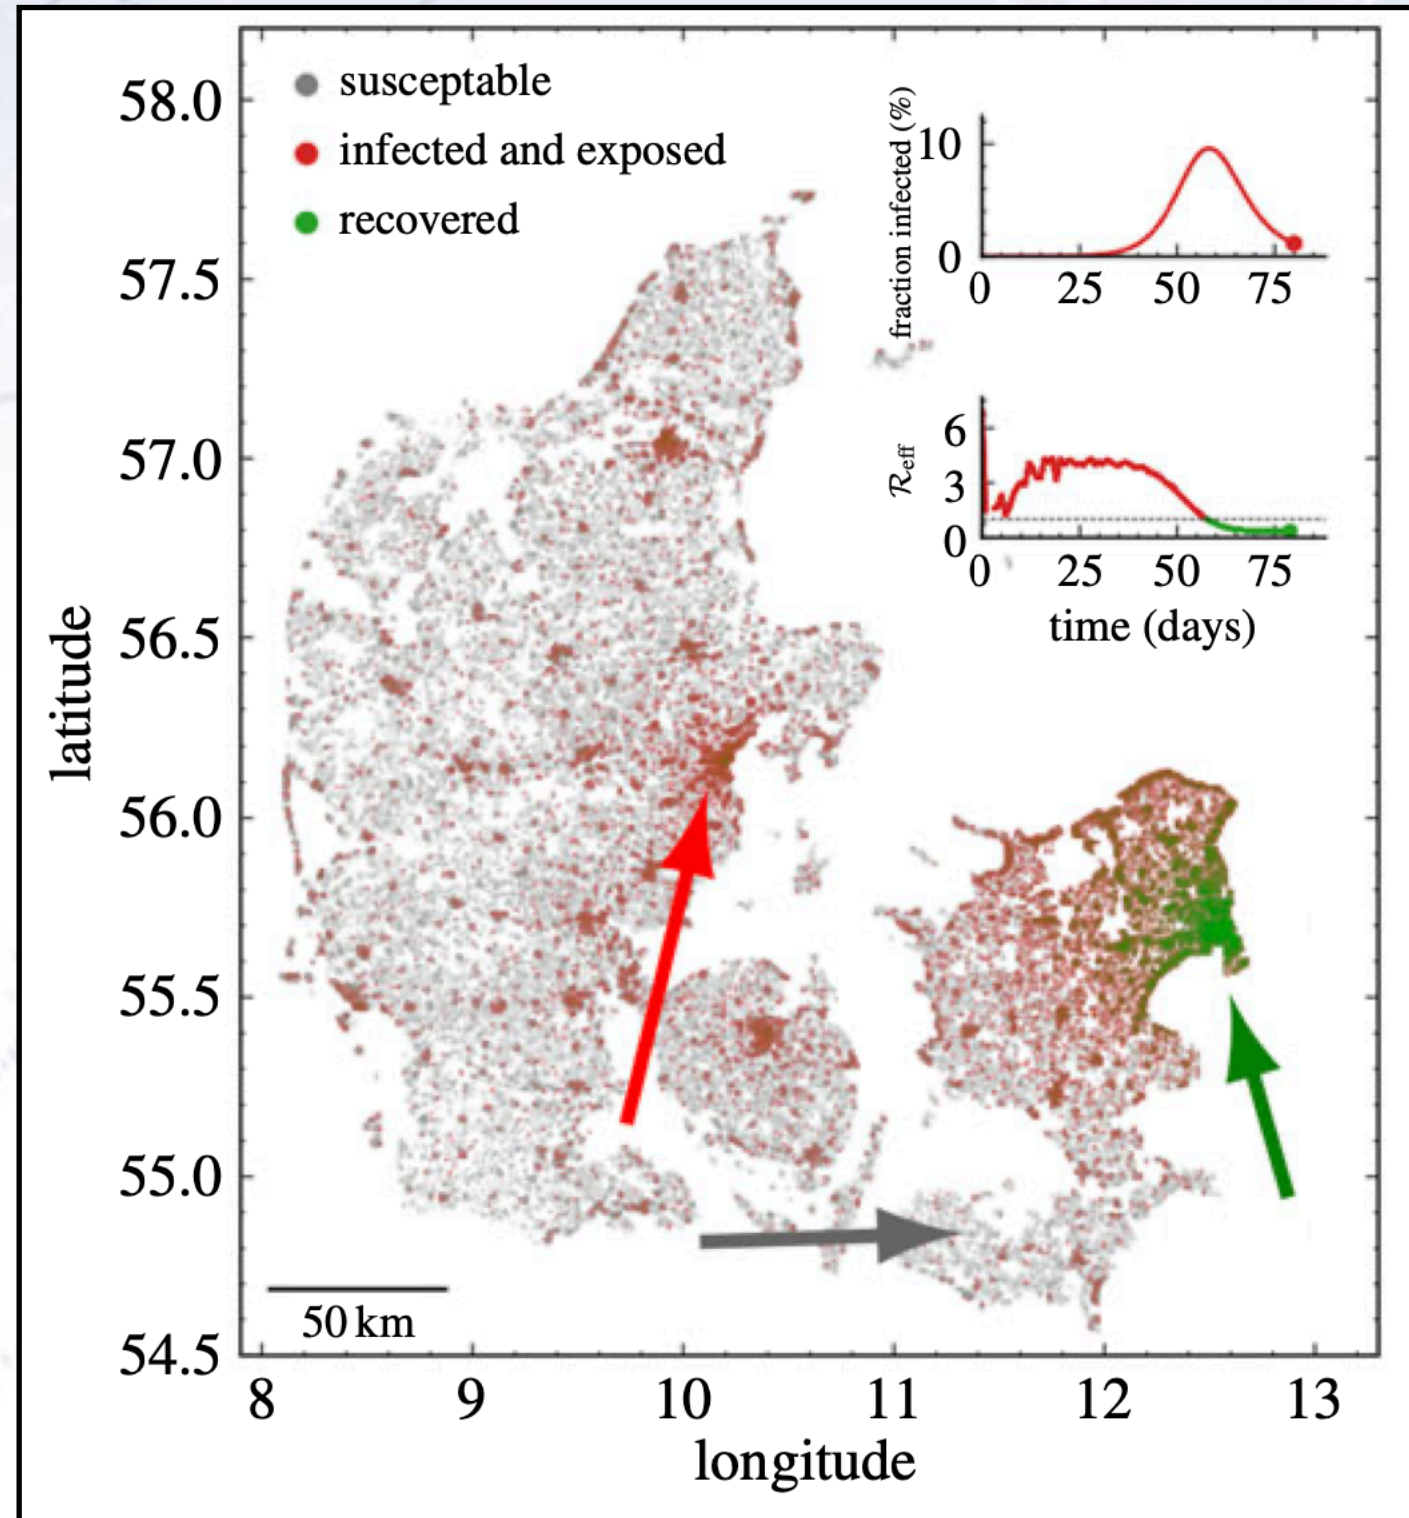 susceptable
infected and exposed
recovered
58.0
57.5
57.0
56.5
56.0
55.5
55.0
54.5
latitude
8 9 10 11 12 13
longitude
50 km
fraction infected (%)
10
0
0 25 50 75
R_eff
6
3
0
0 25 50 75
time (days)